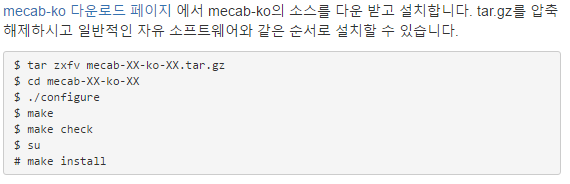 mecab-ko 다운로드 페이지 에서 mecab-ko의 소스를 다운 받고 설치합니다. tar.gz를 압축
해제하시고 일반적인 자유 소프트웨어와 같은 순서로 설치할 수 있습니다.
$ tar zxfv mecab-XX-ko-XX.tar.gz
$ cd mecab-XX-ko-XX
$ ./configure
$ make
$ make check
$ su
# make install